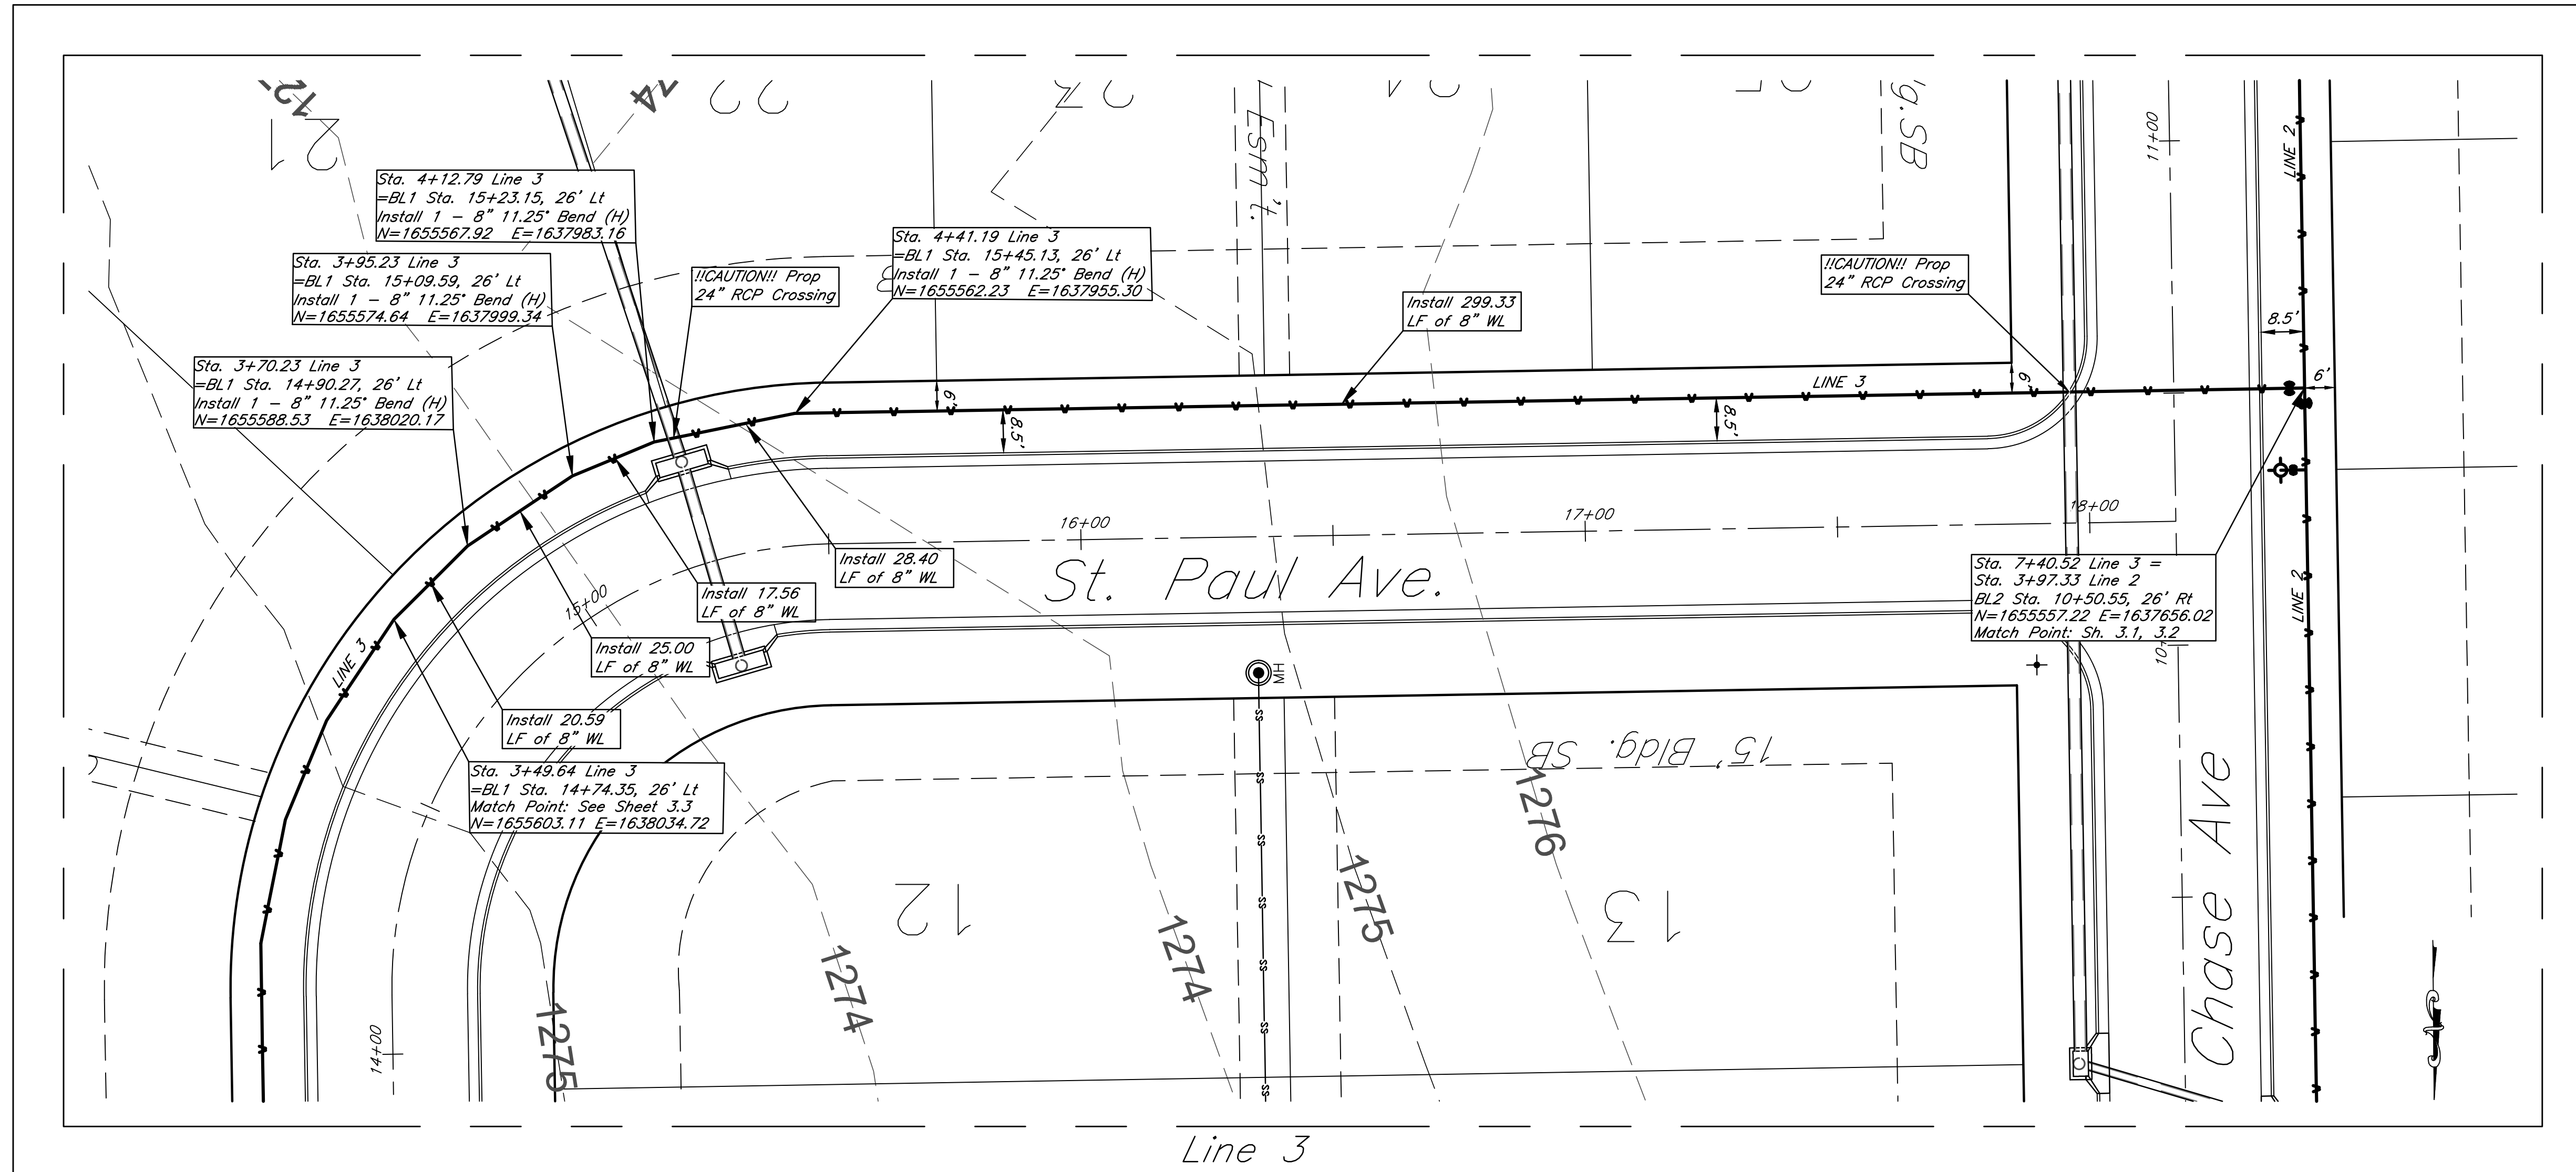 21
22
23
Esm't.
g.SB
11+00
LINE 2
Sta. 4+12.79 Line 3
=BL1 Sta. 15+23.15, 26' Lt
Install 1 - 8" 11.25° Bend (H)
N=1655567.92 E=1637983.16
Sta. 3+95.23 Line 3
=BL1 Sta. 15+09.59, 26' Lt
Install 1 - 8" 11.25° Bend (H)
N=1655574.64 E=1637999.34
!!CAUTION!! Prop
24" RCP Crossing
Sta. 4+41.19 Line 3
=BL1 Sta. 15+45.13, 26' Lt
Install 1 - 8" 11.25° Bend (H)
N=1655562.23 E=1637955.30
Install 299.33
LF of 8" WL
!!CAUTION!! Prop
24" RCP Crossing
8.5'
Sta. 3+70.23 Line 3
=BL1 Sta. 14+90.27, 26' Lt
Install 1 - 8" 11.25° Bend (H)
N=1655588.53 E=1638020.17
6'
LINE 3
6'
6'
8.5'
8.5'
16+00
17+00
18+00
St. Paul Ave.
Install 28.40
LF of 8" WL
Install 17.56
LF of 8" WL
15+00
Install 25.00
LF of 8" WL
LINE 3
Install 20.59
LF of 8" WL
Sta. 3+49.64 Line 3
=BL1 Sta. 14+74.35, 26' Lt
Match Point: See Sheet 3.3
N=1655603.11 E=1638034.72
Sta. 7+40.52 Line 3 =
Sta. 3+97.33 Line 2
BL2 Sta. 10+50.55, 26' Rt
N=1655557.22 E=1637656.02
Match Point: Sh. 3.1, 3.2
LINE 2
MH
SS
SS
SS
SS
SS
SS
SS
15' Bldg. SB
12
13
1274
1275
1274
1275
1276
14+00
Chase Ave
Line 3